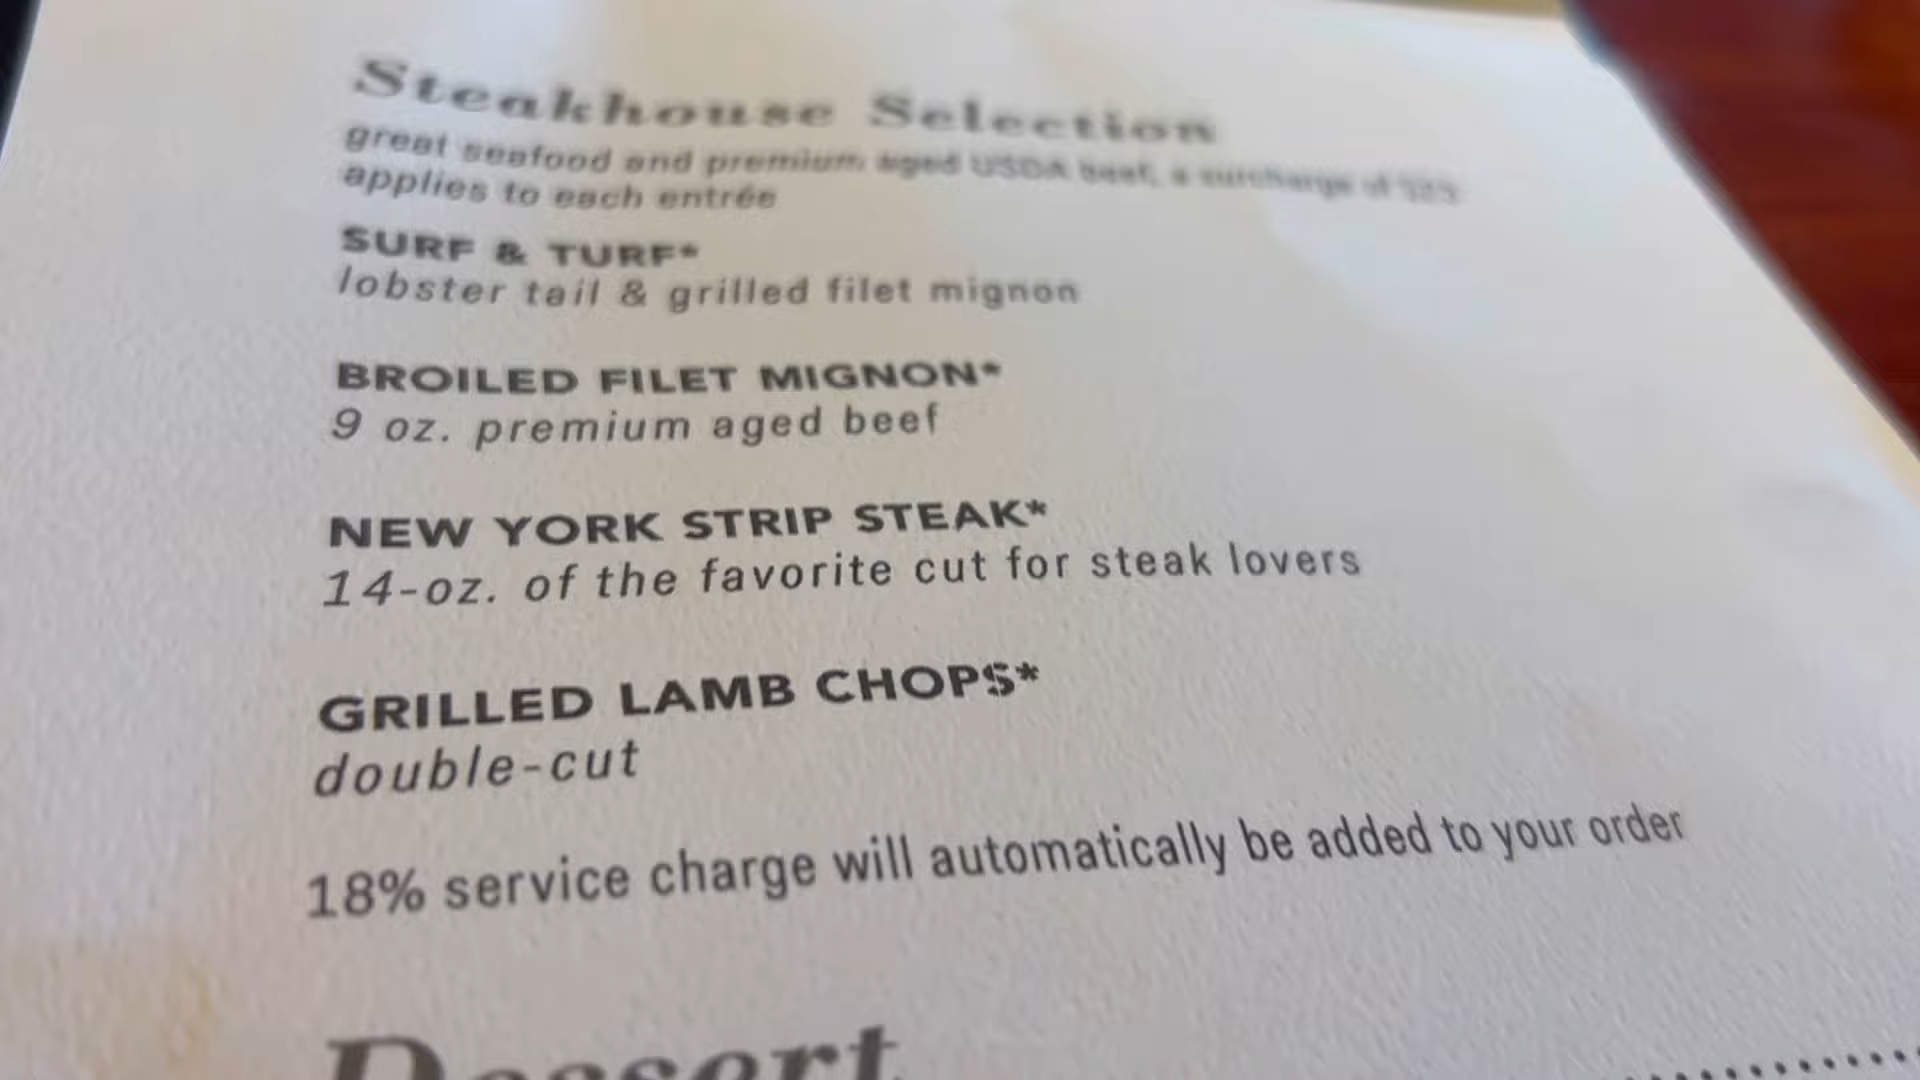 Steakhouse Selection
great seafood and premium aged USDA beef, a surcharge of
applies to each entrée
SURF & TURF*
lobster tail & grilled filet mignon
BROILED FILET MIGNON*
9 oz. premium aged beef
NEW YORK STRIP STEAK*
14-oz. of the favorite cut for steak lovers
GRILLED LAMB CHOPS*
double-cut
18% service charge will automatically be added to your order
Dessert